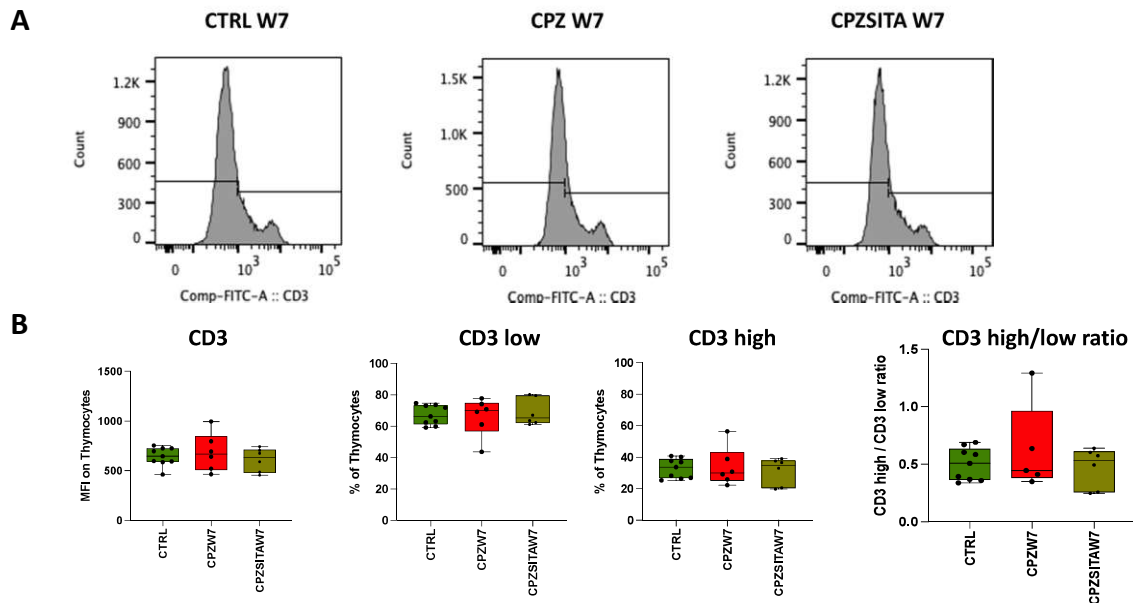 A
CTRL W7
CPZ W7
CPZSITA W7
Count
1.2K
900
600
300
0
0
10^3
10^5
Comp-FITC-A :: CD3
Count
1.5K
1.0K
500
0
0
10^3
10^5
Comp-FITC-A :: CD3
Count
1.2K
900
600
300
0
0
10^3
10^5
Comp-FITC-A :: CD3
B
CD3
MFI on Thymocytes
1500
1000
500
0
CTRL
CPZW7
CPZSITAW7
CD3 low
% of Thymocytes
100
80
60
40
20
0
CTRL
CPZW7
CPZSITAW7
CD3 high
% of Thymocytes
100
80
60
40
20
0
CTRL
CPZW7
CPZSITAW7
CD3 high/low ratio
CD3 high / CD3 low ratio
1.5
1.0
0.5
0.0
CTRL
CPZW7
CPZSITAW7